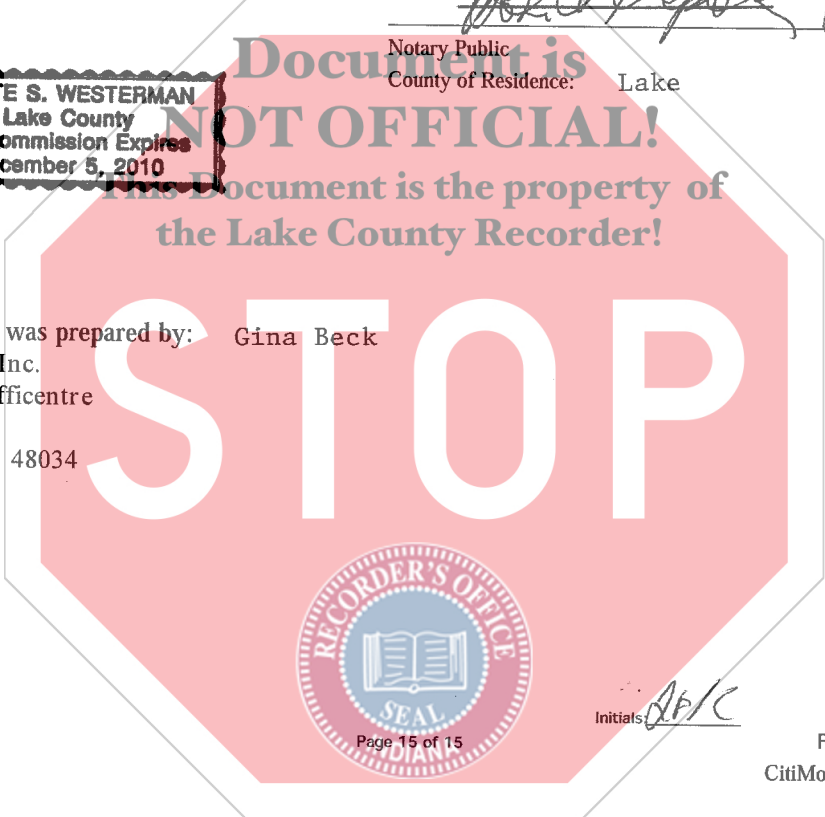 Notary Public
County of Residence: Lake
E S. WESTERMAN
Lake County
ommission Expires
cember 5, 2010
Document is
NOT OFFICIAL!
This Document is the property of
the Lake County Recorder!
was prepared by: Gina Beck
Inc.
fficentre
48034
STOP
RECORDER'S OFFICE
SEAL
INDIANA
Initials:
Page 15 of 15
F
CitiMo